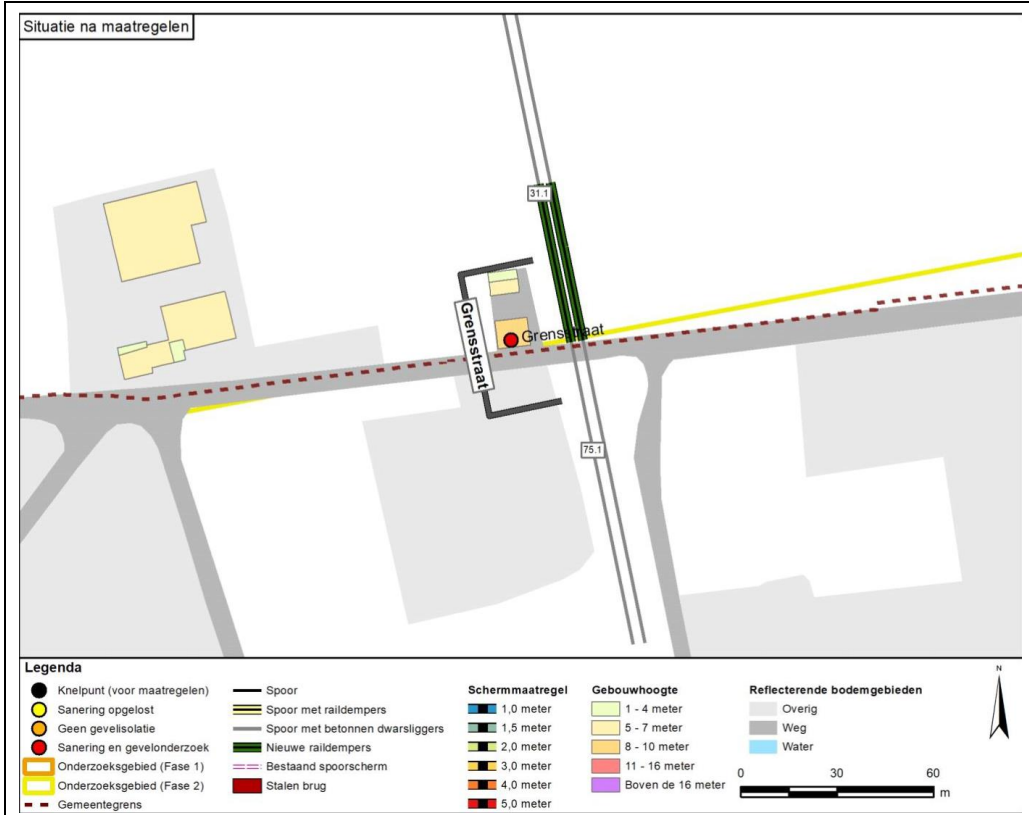 Situatie na maatregelen
31.1
Grensstraat
Grensstraat
75.1
Legenda
Knelpunt (voor maatregelen)
Sanering opgelost
Geen gevelisolatie
Sanering en gevelonderzoek
Onderzoeksgebied (Fase 1)
Onderzoeksgebied (Fase 2)
Gemeentegrens
Spoor
Spoor met raildempers
Spoor met betonnen dwarsliggers
Nieuwe raildempers
Bestaand spoorscherm
Stalen brug
Schermmaatregel
1,0 meter
1,5 meter
2,0 meter
3,0 meter
4,0 meter
5,0 meter
Gebouwhoogte
1 - 4 meter
5 - 7 meter
8 - 10 meter
11 - 16 meter
Boven de 16 meter
Reflecterende bodemgebieden
Overig
Weg
Water
N
0 30 60
m